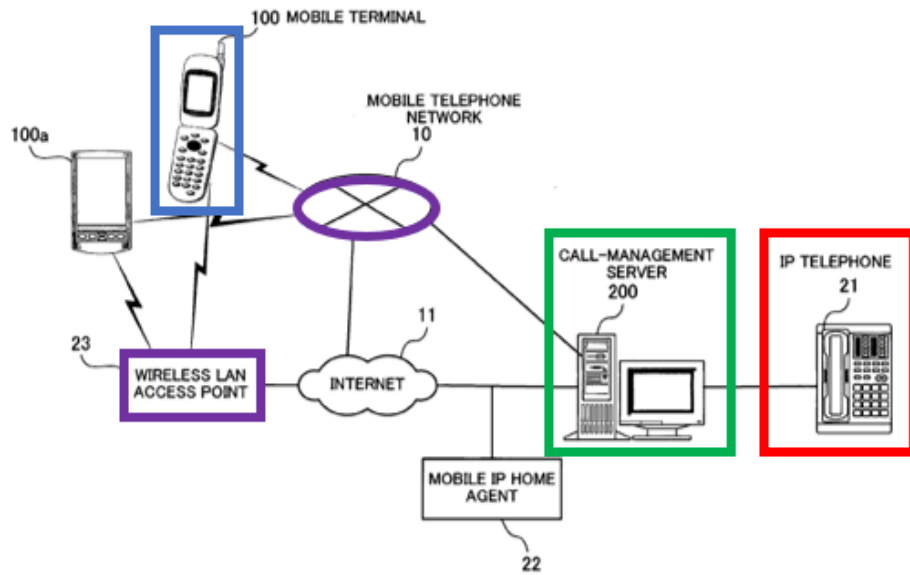 100 MOBILE TERMINAL
MOBILE TELEPHONE
NETWORK
10
100a
CALL-MANAGEMENT
SERVER
200
IP TELEPHONE
21
11
23
WIRELESS LAN
ACCESS POINT
INTERNET
MOBILE IP HOME
AGENT
22